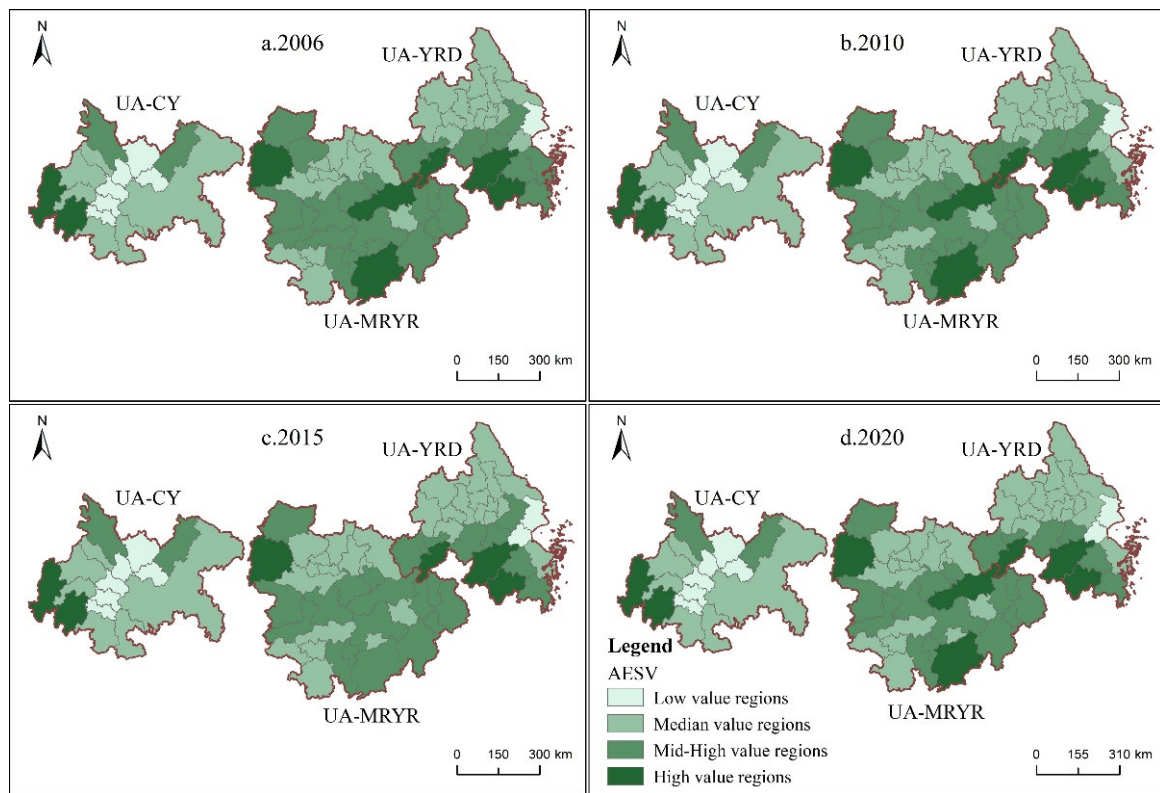 N
a.2006
UA-YRD
UA-CY
UA-MRYR
0 150 300 km
N
b.2010
UA-YRD
UA-CY
UA-MRYR
0 150 300 km
N
c.2015
UA-YRD
UA-CY
UA-MRYR
0 150 300 km
N
d.2020
UA-YRD
UA-CY
UA-MRYR
Legend
AESV
Low value regions
Median value regions
Mid-High value regions
High value regions
0 155 310 km